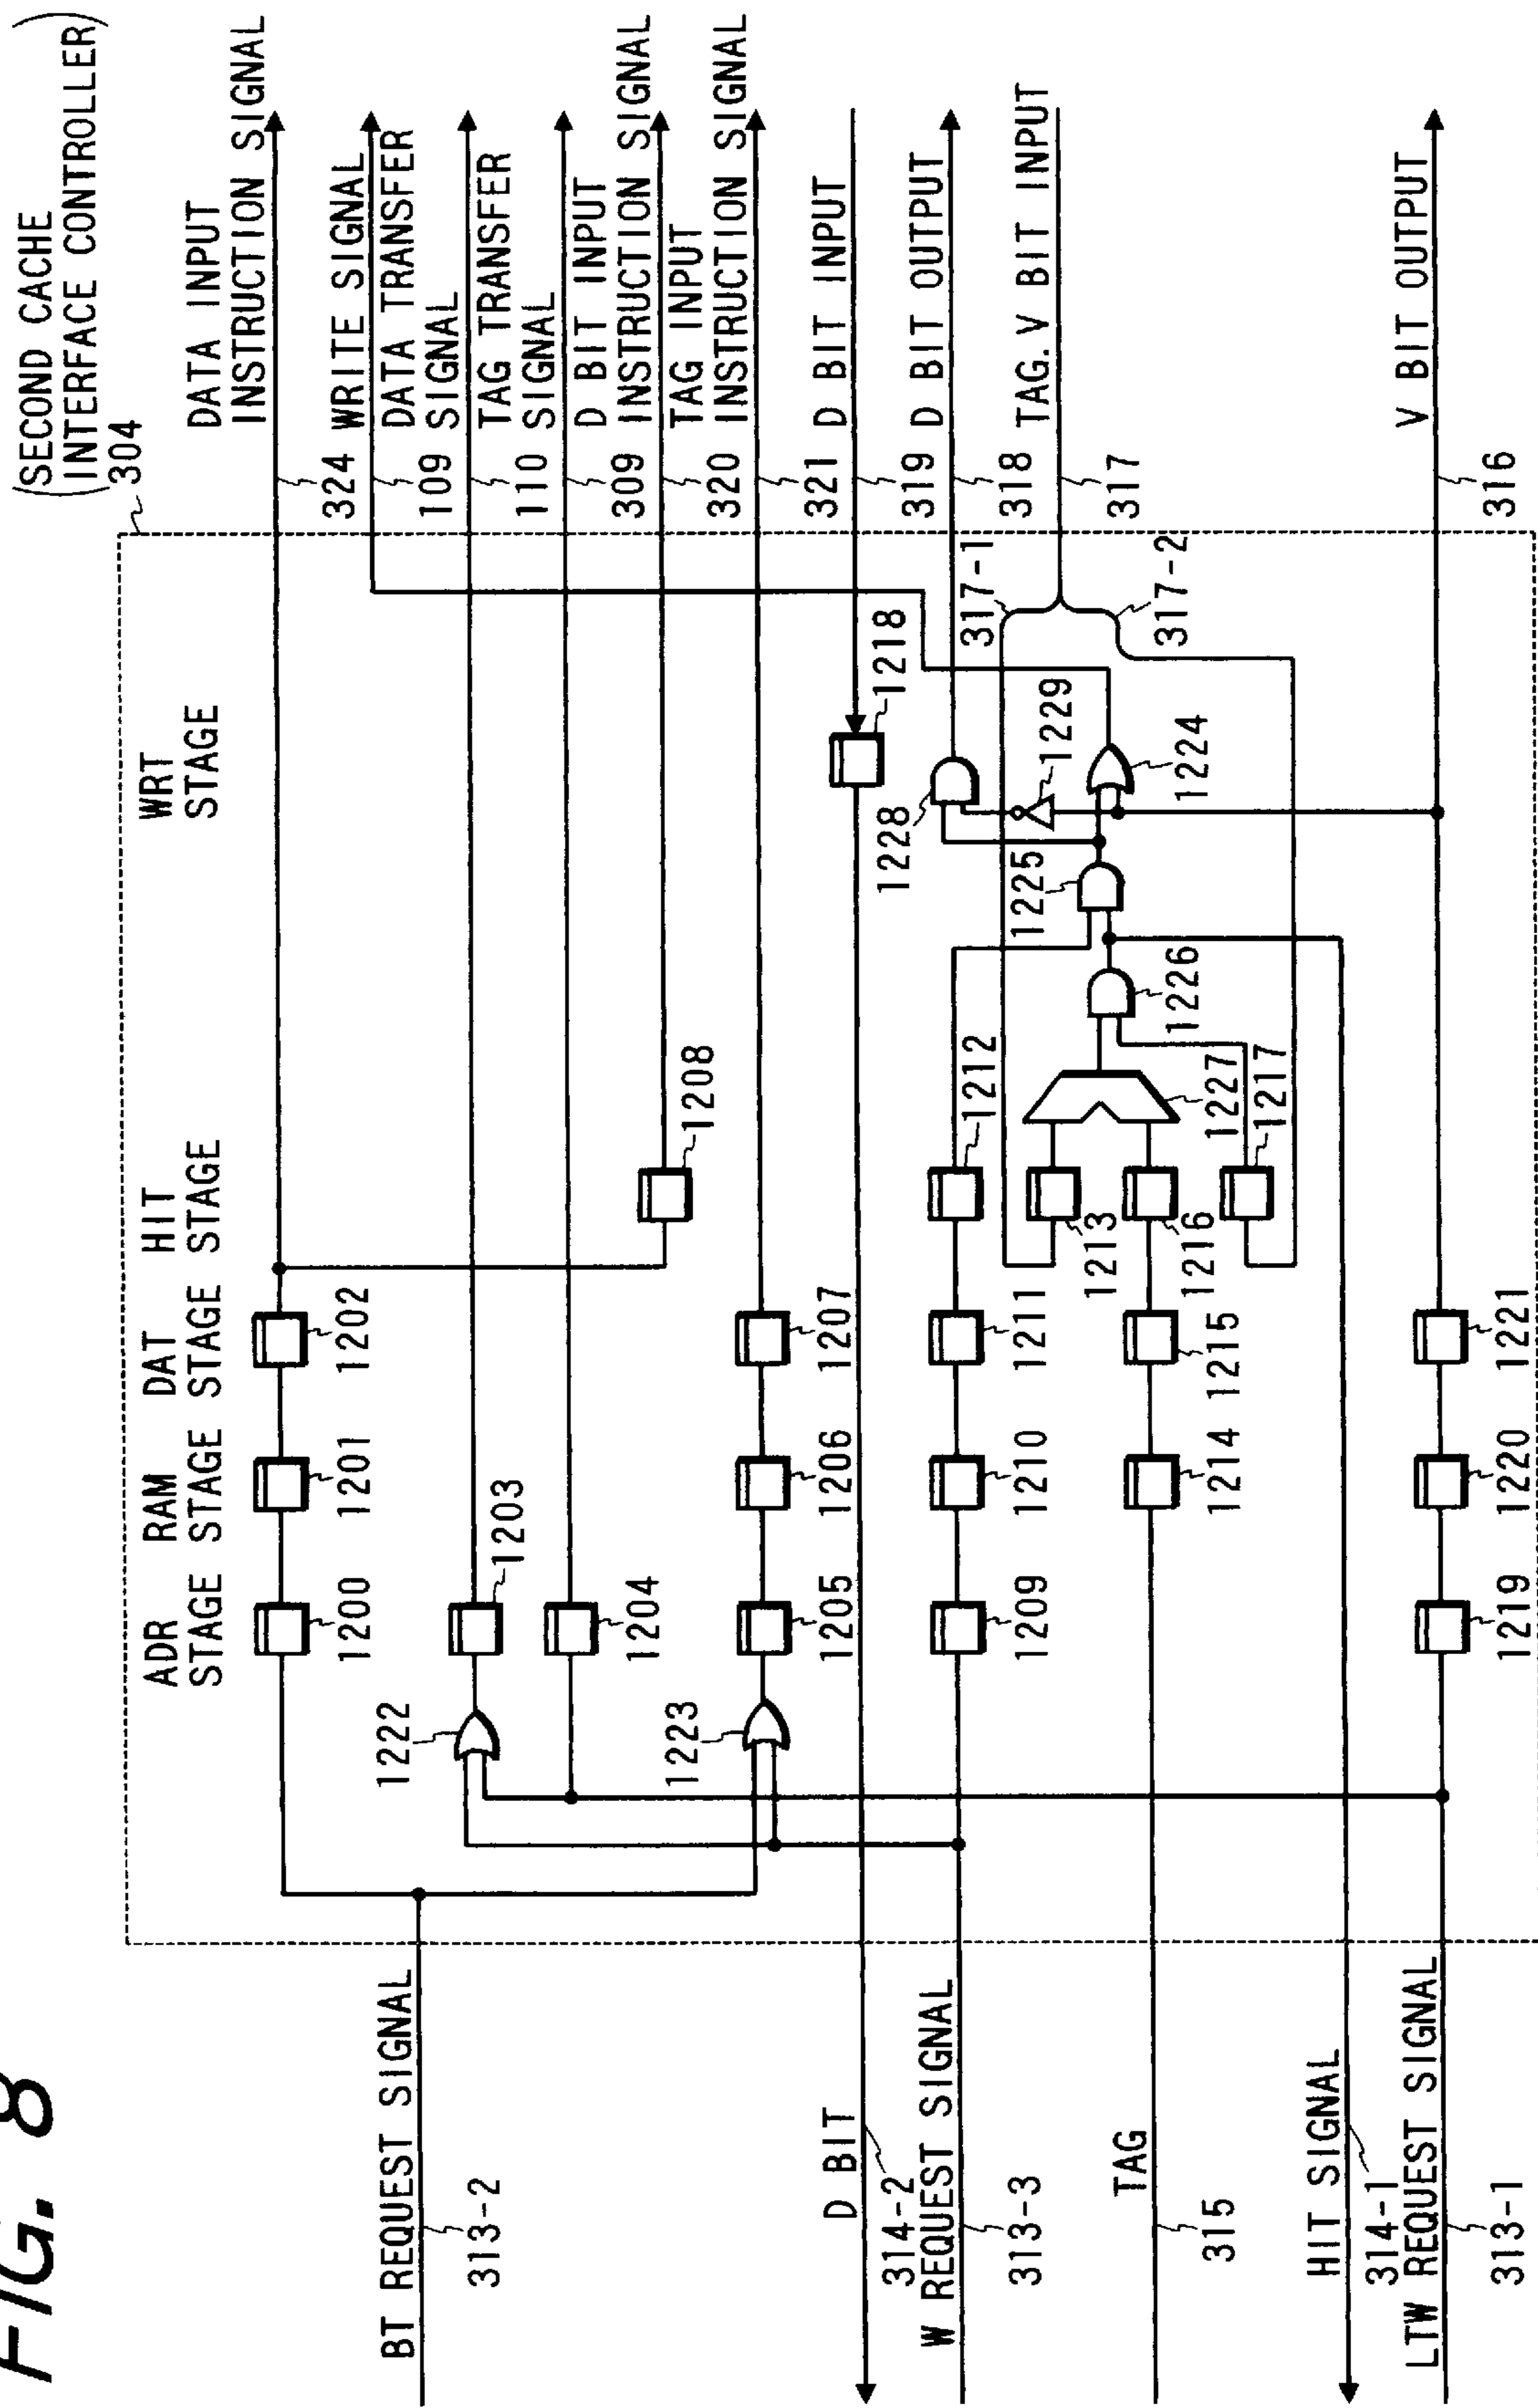 FIG. 8
(SECOND CACHE
INTERFACE CONTROLLER)
304
ADR
STAGE
RAM
STAGE
DAT
STAGE
HIT
STAGE
WRT
STAGE
BT REQUEST SIGNAL
313-2
D BIT
314-2
W REQUEST SIGNAL
313-3
TAG
315
HIT SIGNAL
314-1
LTW REQUEST SIGNAL
313-1
1200
1201
1202
1222
1203
1204
1208
1223
1205
1206
1207
1218
1209
1210
1211
1212
1213
1214
1215
1216
1217
1227
1226
1225
1228
1229
1224
317-1
317-2
1219
1220
1221
DATA INPUT
INSTRUCTION SIGNAL
324
WRITE SIGNAL
109
DATA TRANSFER
SIGNAL
110
TAG TRANSFER
SIGNAL
309
D BIT INPUT
INSTRUCTION SIGNAL
320
TAG INPUT
INSTRUCTION SIGNAL
321
D BIT INPUT
319
D BIT OUTPUT
318
TAG. V BIT INPUT
317
V BIT OUTPUT
316